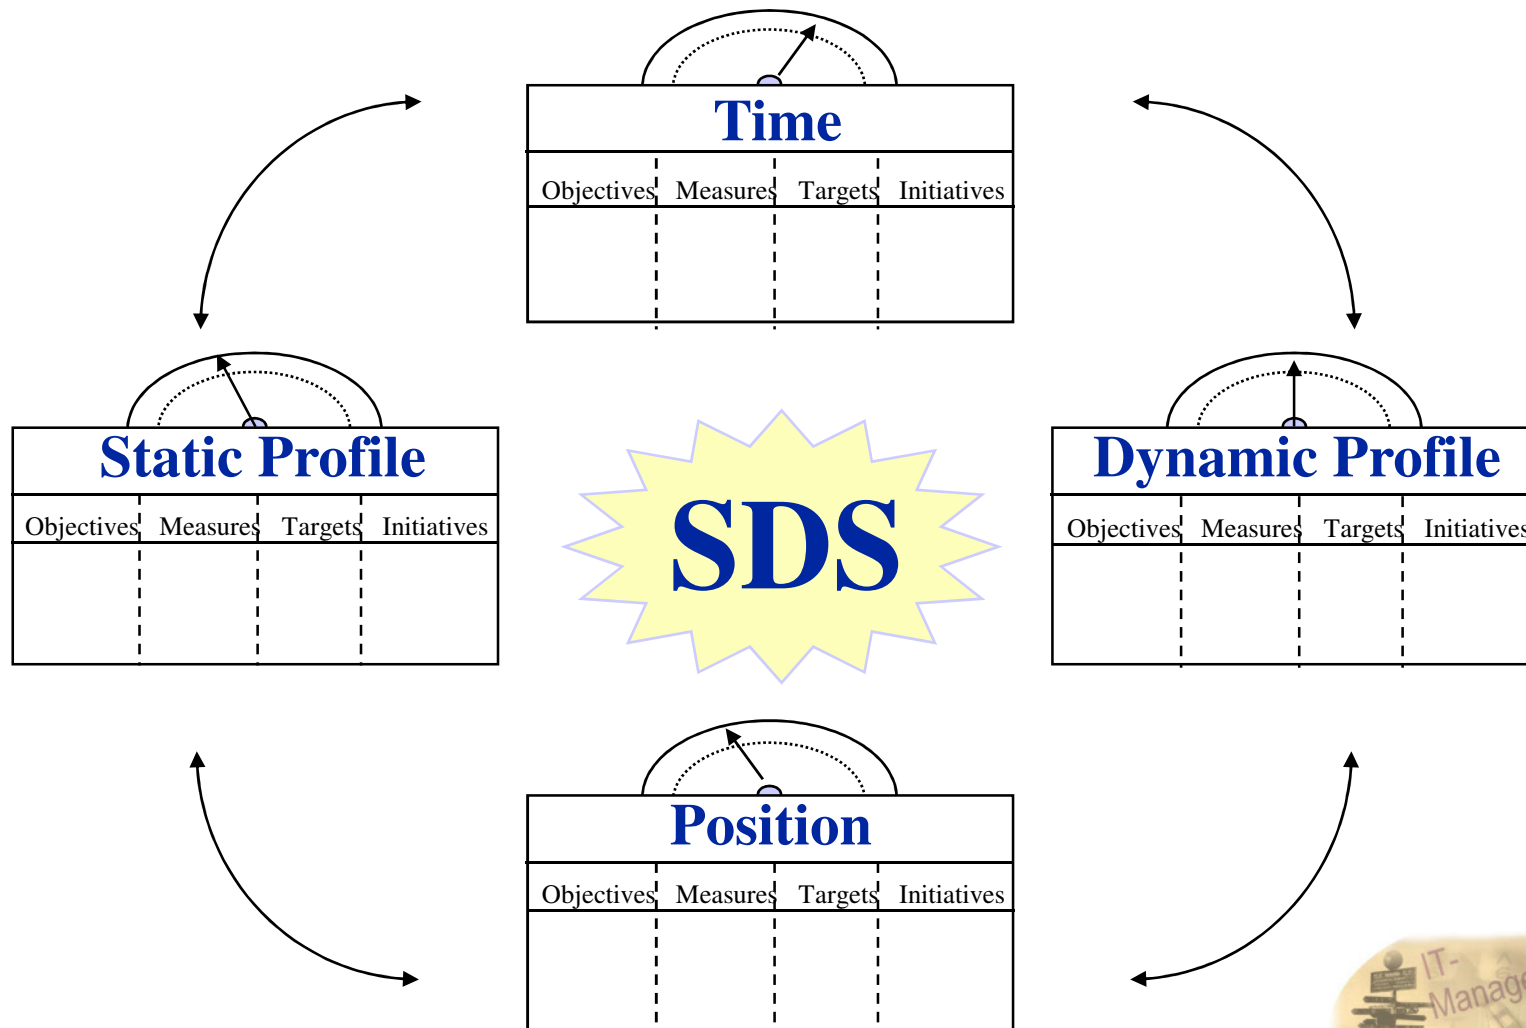 Time
Objectives Measures Targets Initiatives
Static Profile
Objectives Measures Targets Initiatives
SDS
Dynamic Profile
Objectives Measures Targets Initiatives
Position
Objectives Measures Targets Initiatives
IT-